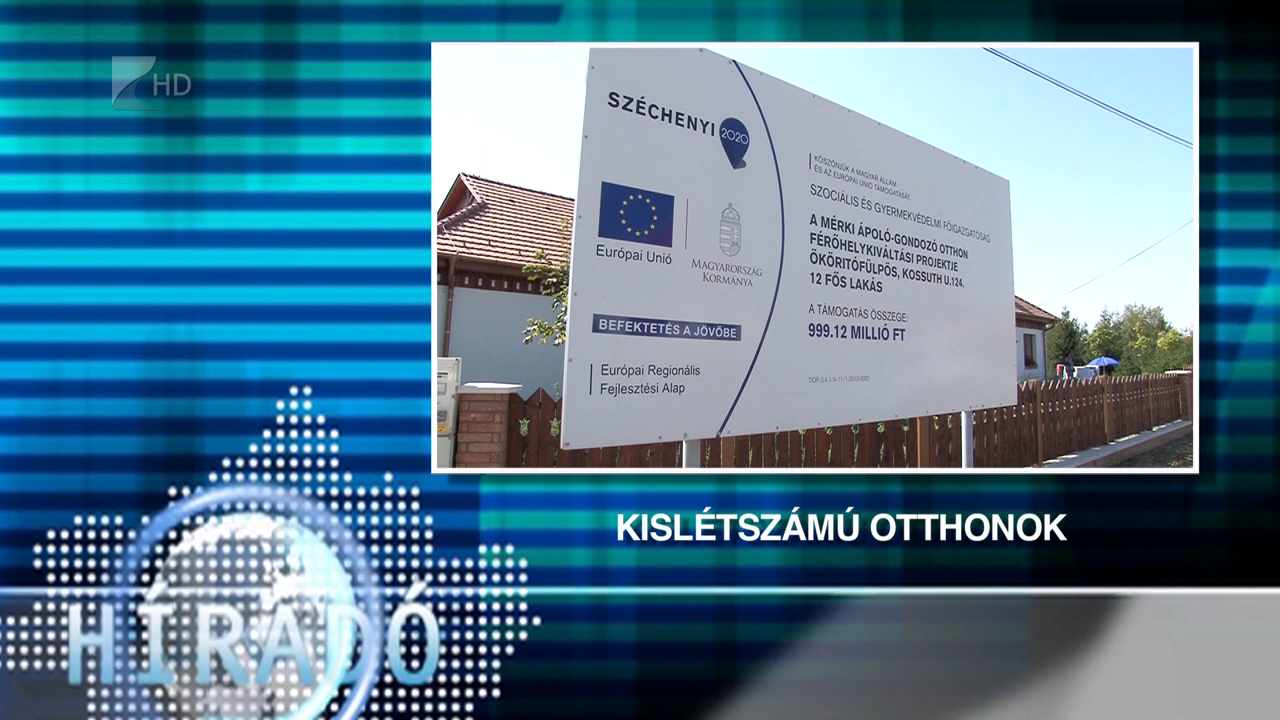 HD
SZÉCHENYI 2020
Európai Unió
MAGYARORSZÁG
KORMÁNYA
BEFEKTETÉS A JÖVŐBE
Európai Regionális
Fejlesztési Alap
KÖSZÖNJÜK A MAGYAR ÁLLAM
ÉS AZ EURÓPAI UNIÓ TÁMOGATÁSÁT
SZOCIÁLIS ÉS GYERMEKVÉDELMI FŐIGAZGATÓSÁG
A MÉRKI ÁPOLÓ-GONDOZÓ OTTHON
FÉRŐHELYKIVÁLTÁSI PROJEKTJE
ÖKÖRITÓFÜLPÖS, KOSSUTH U.124.
12 FŐS LAKÁS
A TÁMOGATÁS ÖSSZEGE:
999.12 MILLIÓ FT
KISLÉTSZÁMÚ OTTHONOK
HÍRADÓ